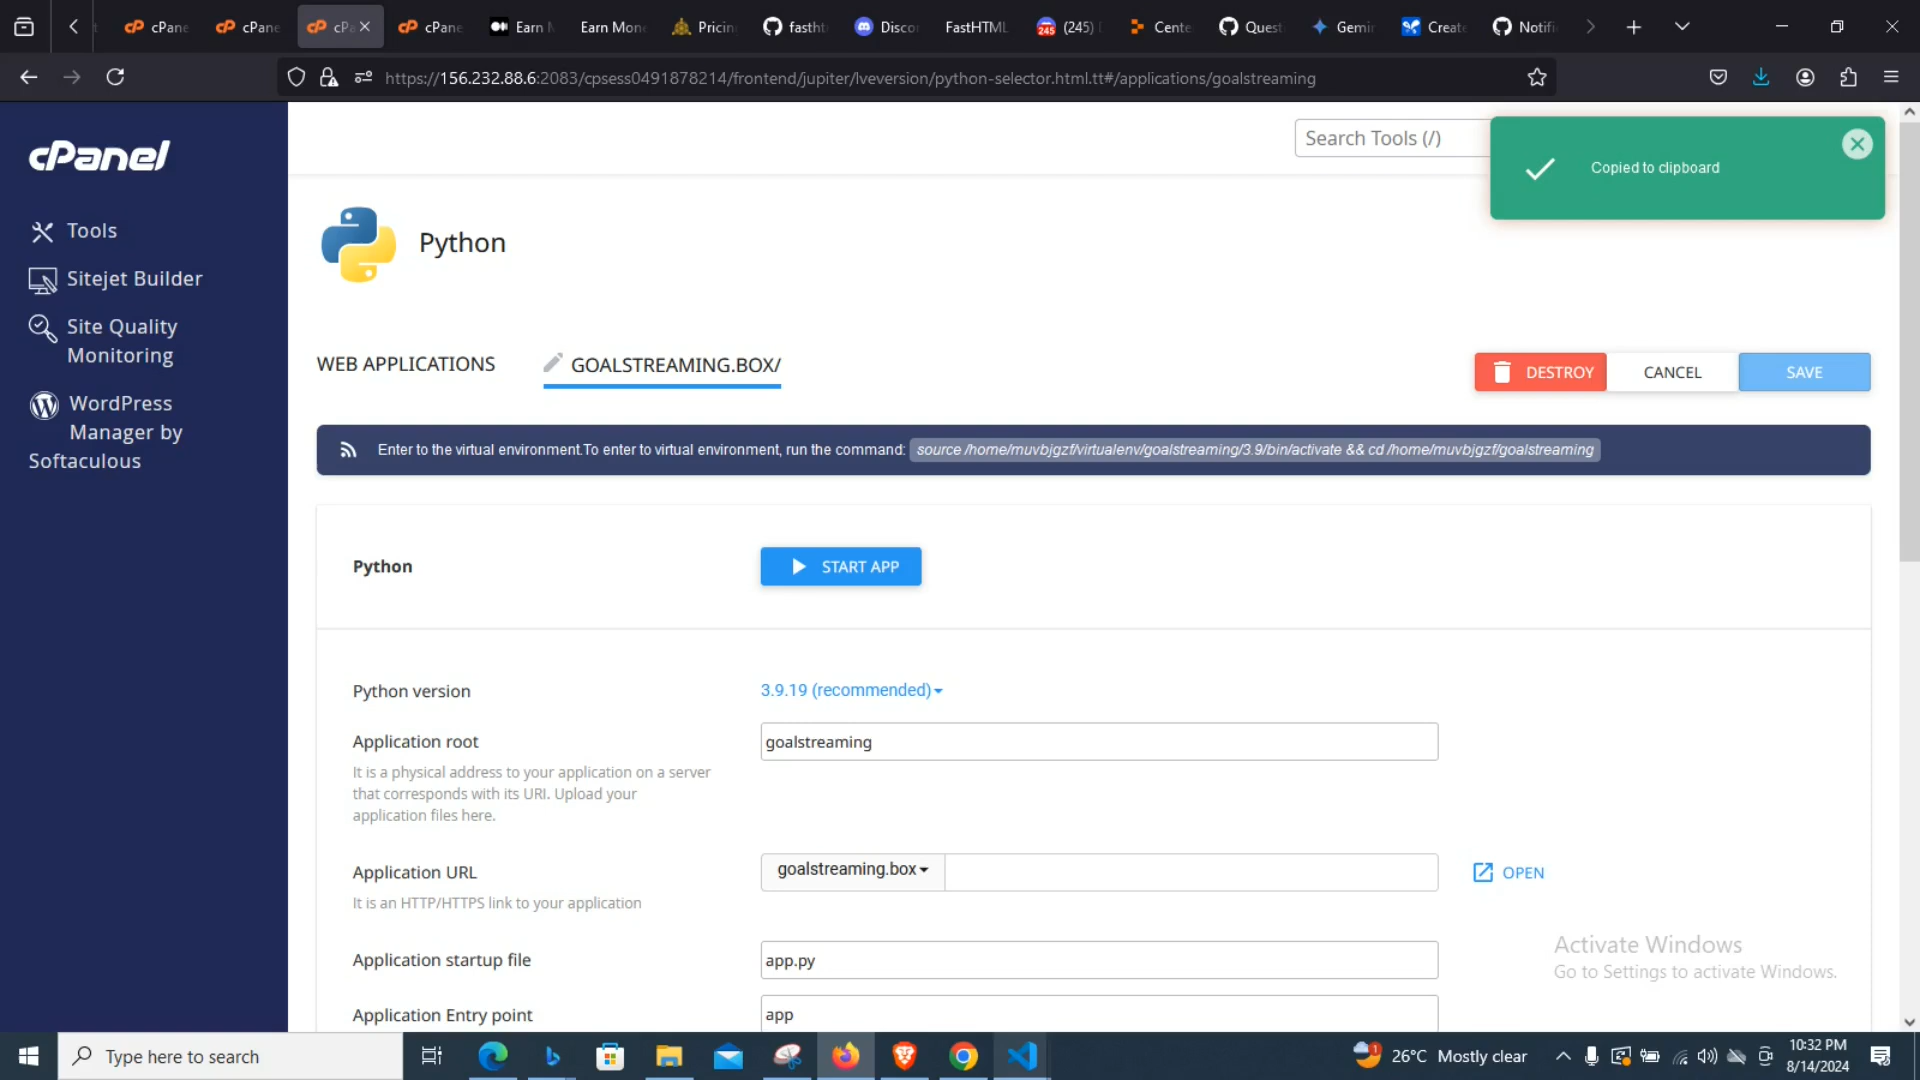 cPane
cPane
cPa
cPane
Earn N
Earn Mone
Pricin
fastht
Disco
FastHTML
(245)
Cente
Quest
Gemin
Create
Notifi
https://156.232.88.6:2083/cpsess0491878214/frontend/jupiter/lveversion/python-selector.html.tt#/applications/goalstreaming
cPanel
Tools
Sitejet Builder
Site Quality
Monitoring
WordPress
Manager by
Softaculous
Search Tools (/)
Copied to clipboard
Python
WEB APPLICATIONS
GOALSTREAMING.BOX/
DESTROY
CANCEL
SAVE
Enter to the virtual environment.To enter to virtual environment, run the command: source /home/muvbjgzf/virtualenv/goalstreaming/3.9/bin/activate && cd /home/muvbjgzf/goalstreaming
Python
START APP
Python version
3.9.19 (recommended)
Application root
goalstreaming
It is a physical address to your application on a server
that corresponds with its URI. Upload your
application files here.
Application URL
goalstreaming.box
OPEN
It is an HTTP/HTTPS link to your application
Application startup file
app.py
Application Entry point
app
Activate Windows
Go to Settings to activate Windows.
Type here to search
26°C Mostly clear
10:32 PM
8/14/2024